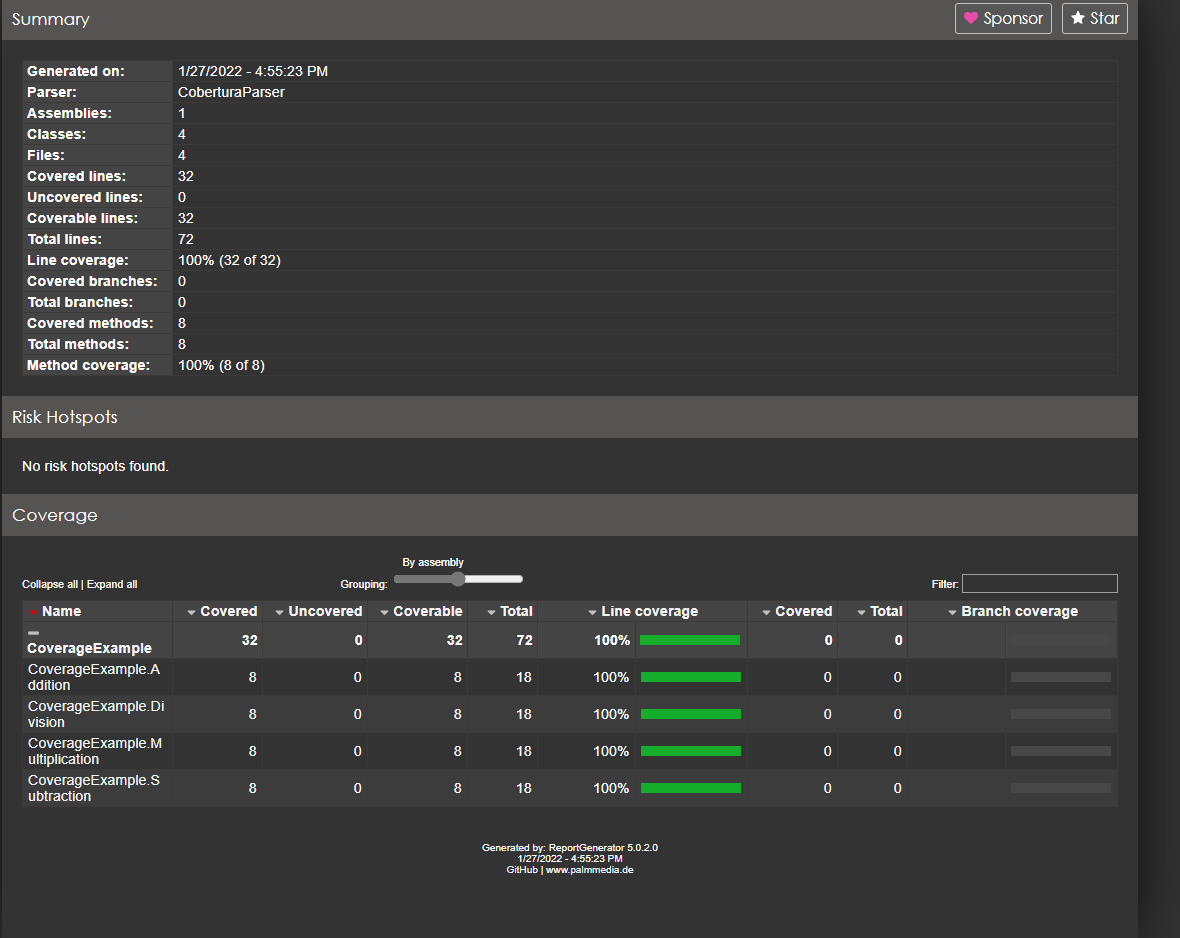 Summary
Sponsor Star
Generated on: 1/27/2022 - 4:55:23 PM
Parser: CoberturaParser
Assemblies: 1
Classes: 4
Files: 4
Covered lines: 32
Uncovered lines: 0
Coverable lines: 32
Total lines: 72
Line coverage: 100% (32 of 32)
Covered branches: 0
Total branches: 0
Covered methods: 8
Total methods: 8
Method coverage: 100% (8 of 8)
Risk Hotspots
No risk hotspots found.
Coverage
By assembly
Collapse all | Expand all Grouping: Filter:
Name Covered Uncovered Coverable Total Line coverage Covered Total Branch coverage
CoverageExample 32 0 32 72 100% 0 0
CoverageExample.A
ddition 8 0 8 18 100% 0 0
CoverageExample.Di
vision 8 0 8 18 100% 0 0
CoverageExample.M
ultiplication 8 0 8 18 100% 0 0
CoverageExample.S
ubtraction 8 0 8 18 100% 0 0
Generated by: ReportGenerator 5.0.2.0
1/27/2022 - 4:55:23 PM
GitHub | www.palmmedia.de